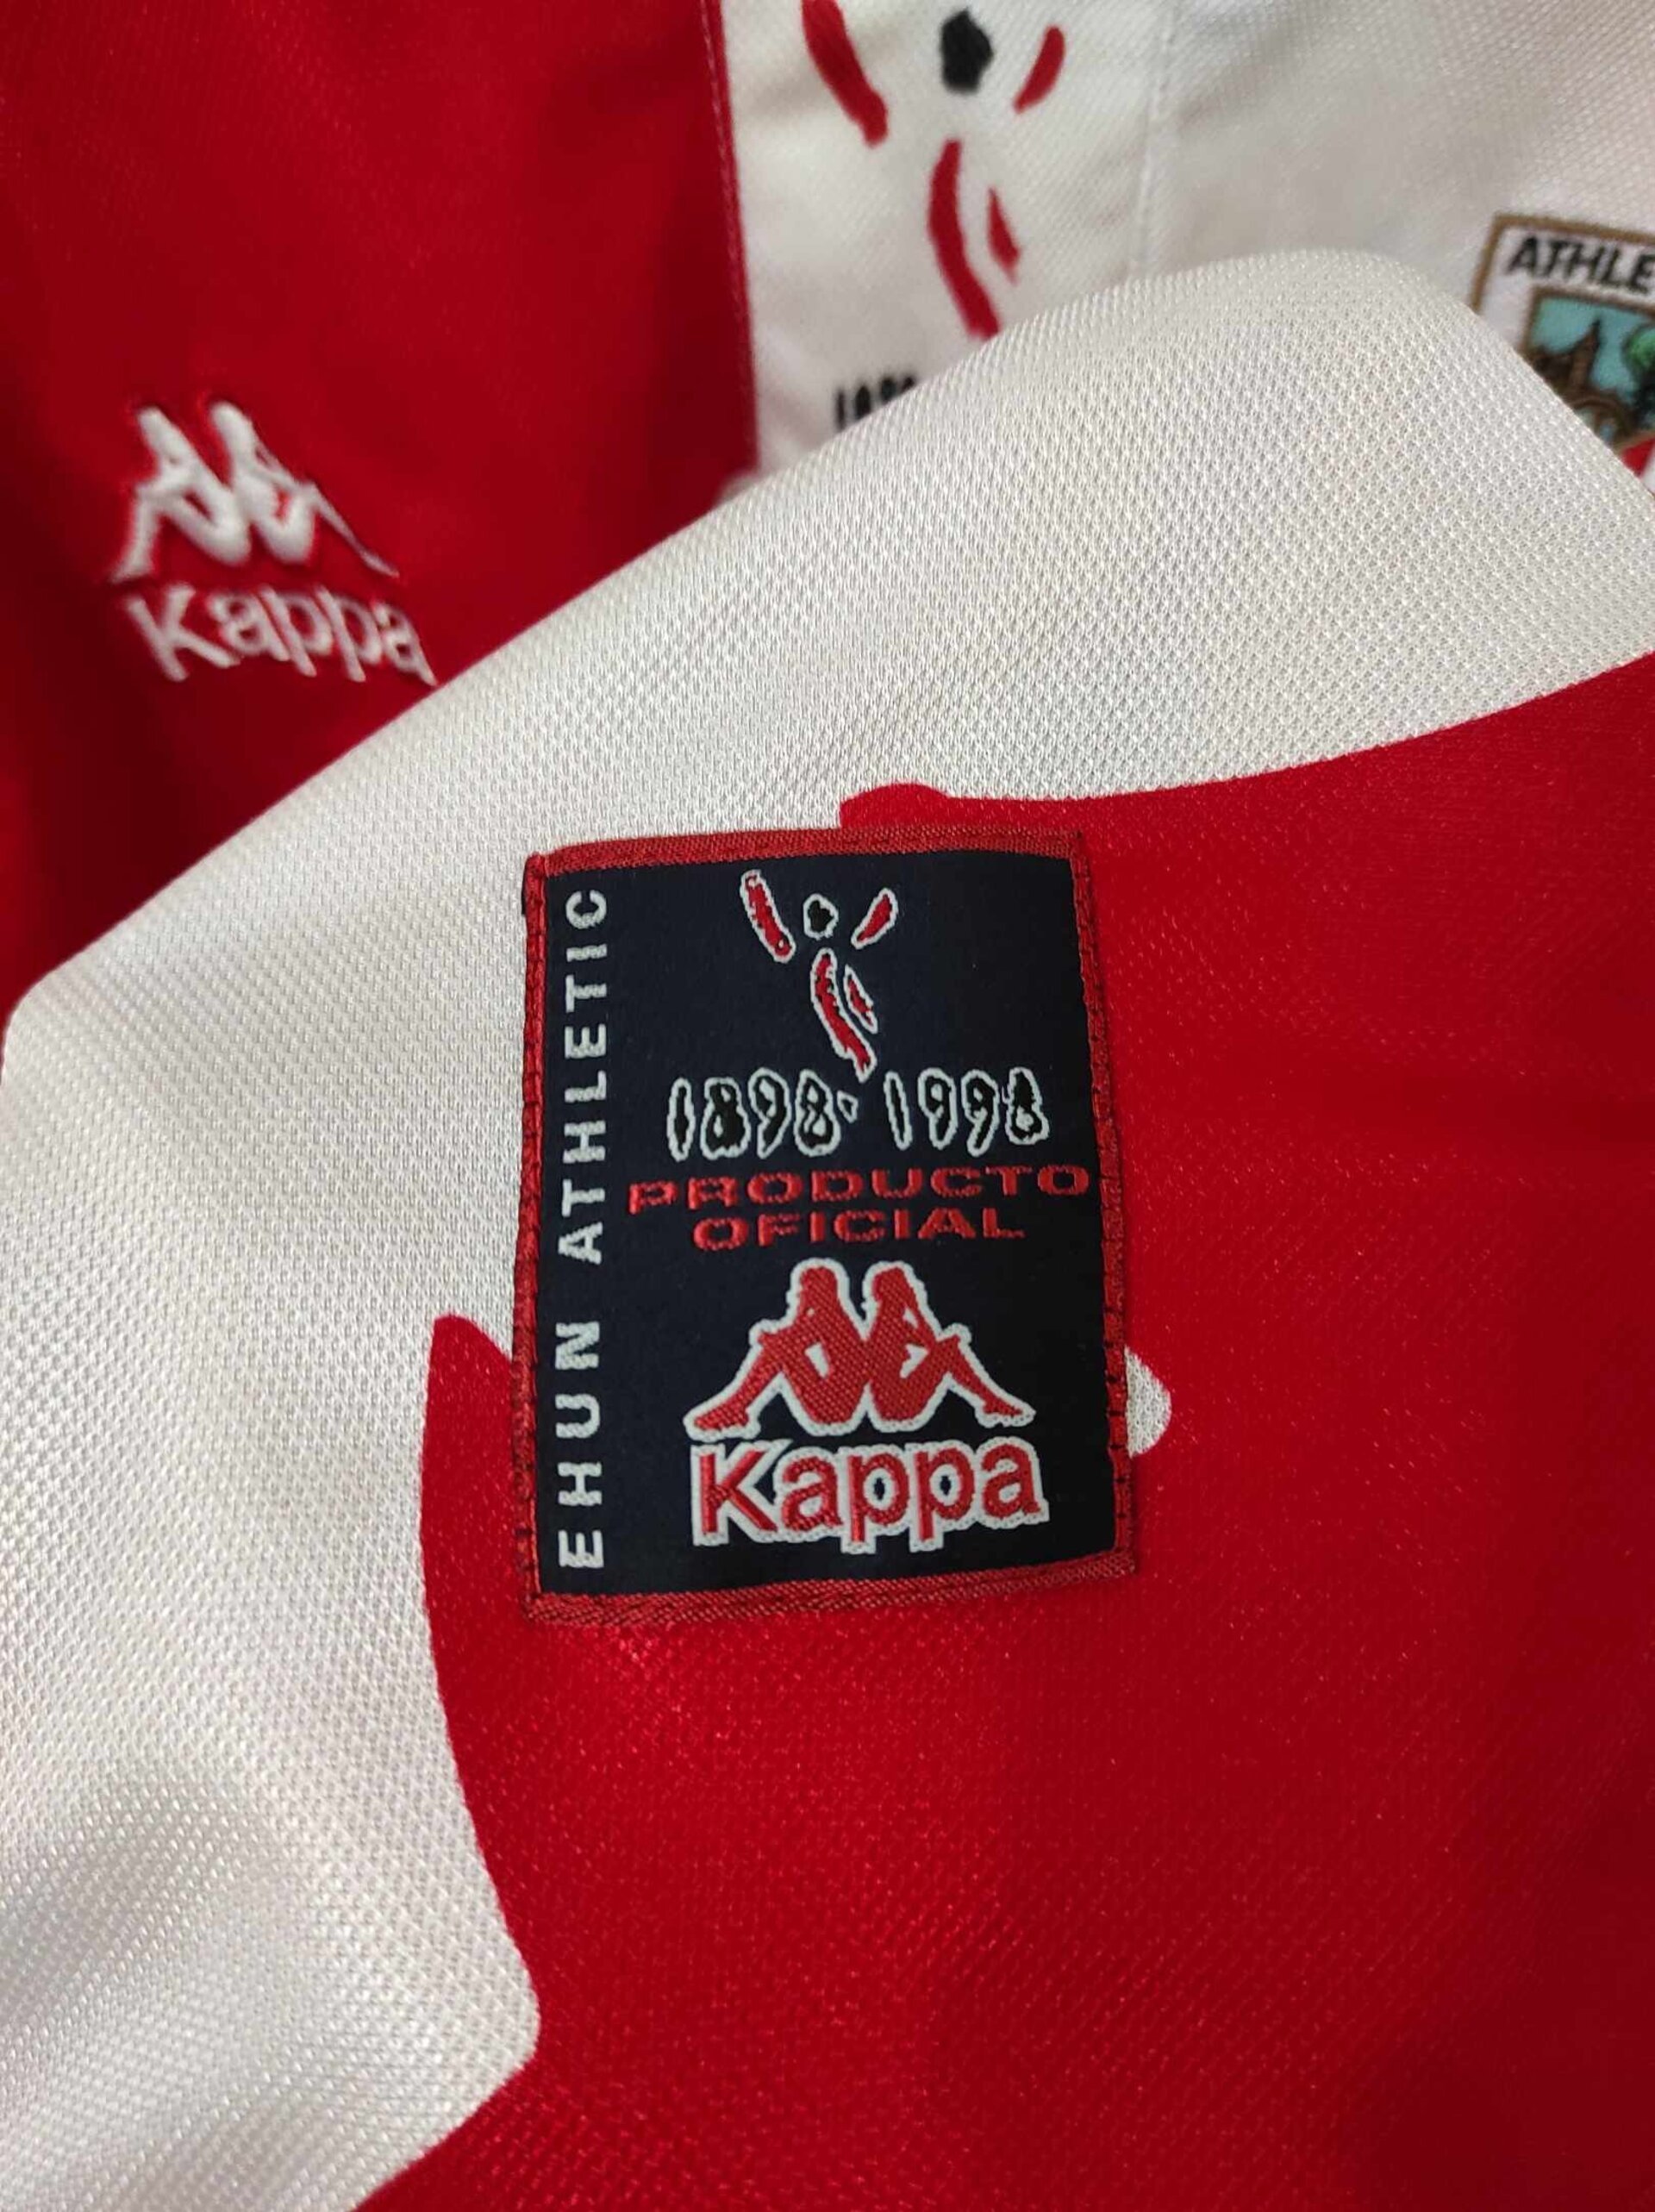 ATHLE
Kappa
EHUN ATHLETIC
1898·1998
PRODUCTO
OFICIAL
Kappa